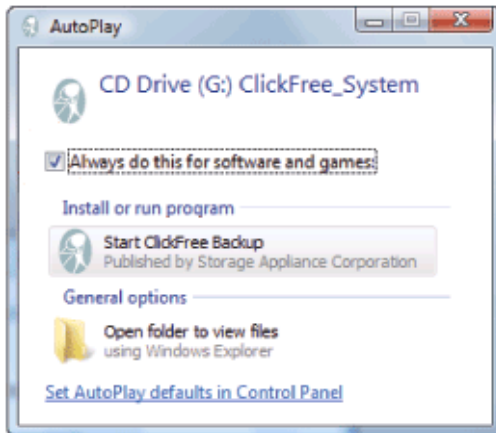 AutoPlay
CD Drive (G:) ClickFree_System
Always do this for software and games:
Install or run program
Start ClickFree Backup
Published by Storage Appliance Corporation
General options
Open folder to view files
using Windows Explorer
Set AutoPlay defaults in Control Panel